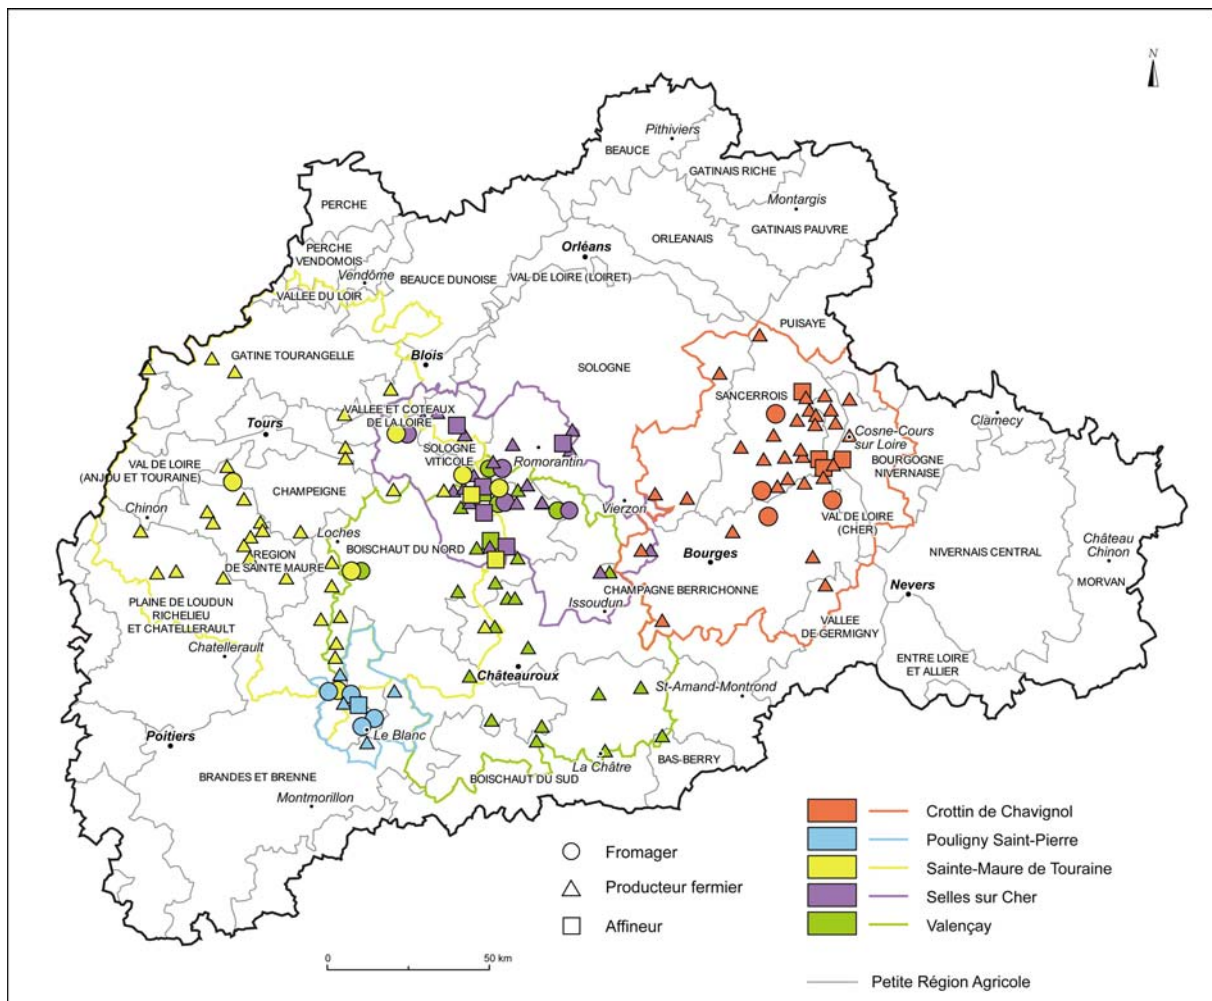 N
Pithiviers
BEAUCE
GATINAIS RICHE
Montargis
PERCHE
GATINAIS PAUVRE
ORLEANAIS
Orléans
PERCHE
VENDOMOIS
Vendôme
BEAUCE DUNOISE
VAL DE LOIRE (LOIRET)
VALLEE DU LOIR
PUISAYE
GATINE TOURANGELLE
Blois
SOLOGNE
SANCERROIS
VALLEE ET COTEAUX
DE LA LOIRE
Clamecy
Tours
Cosne-Cours
sur Loire
SOLOGNE
VITICOLE
Romorantin
BOURGOGNE
NIVERNAISE
VAL DE LOIRE
(ANJOU ET TOURAINE)
CHAMPEIGNE
Chinon
Vierzon
VAL DE LOIRE
(CHER)
Loches
BOISCHAUT DU NORD
Bourges
NIVERNAIS CENTRAL
Château
Chinon
REGION
DE SAINTE MAURE
MORVAN
CHAMPAGNE BERRICHONNE
Nevers
Issoudun
PLAINE DE LOUDUN
RICHELIEU
ET CHATELLERAULT
VALLEE
DE GERMIGNY
Chatellerault
ENTRE LOIRE
ET ALLIER
Châteauroux
St-Amand-Montrond
Poitiers
Le Blanc
La Châtre
BAS-BERRY
BRANDES ET BRENNE
BOISCHAUT DU SUD
Montmorillon
Crottin de Chavignol
Pouligny Saint-Pierre
Sainte-Maure de Touraine
Selles sur Cher
Valençay
Fromager
Producteur fermier
Affineur
0 50 km
Petite Région Agricole